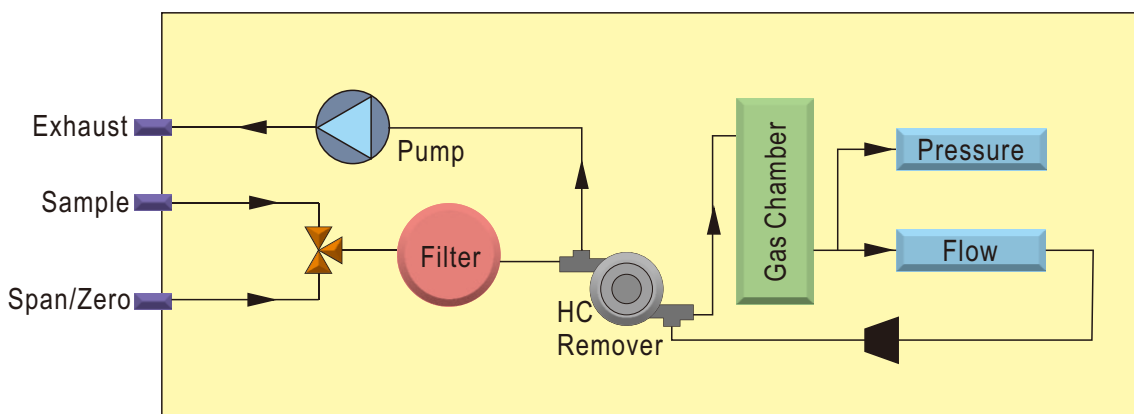 Exhaust
Pump
Sample
Span/Zero
Filter
HC
Remover
Gas Chamber
Pressure
Flow